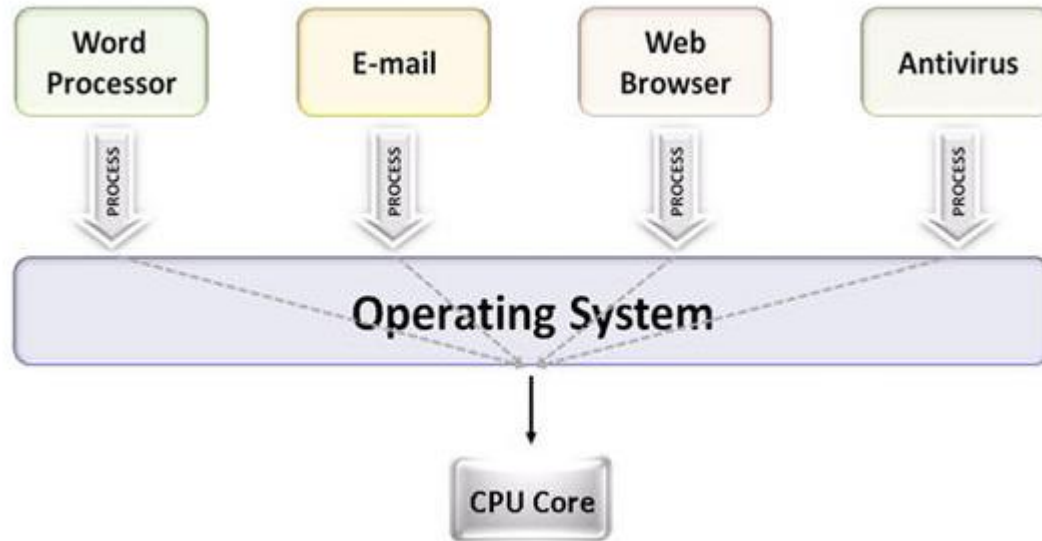 Word
Processor
E-mail
Web
Browser
Antivirus
PROCESS
PROCESS
PROCESS
PROCESS
Operating System
CPU Core